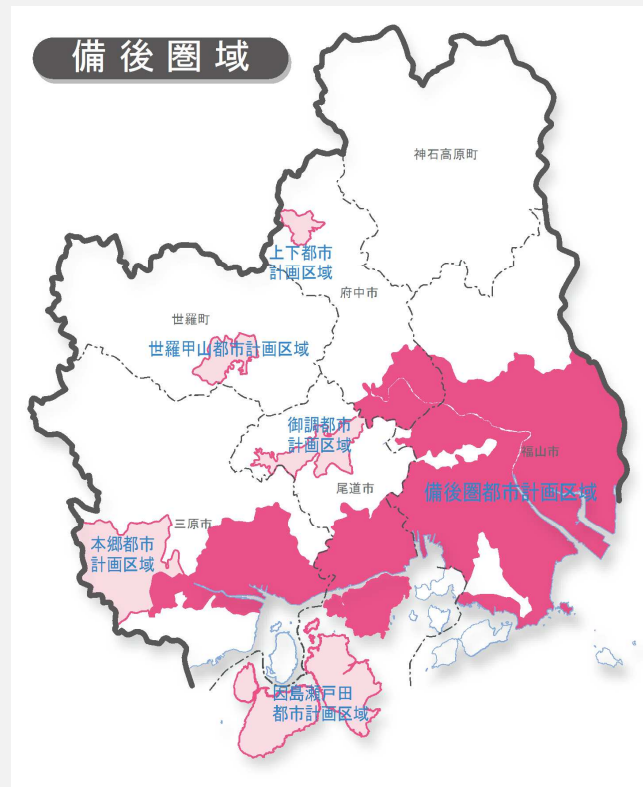 備後圏域
神石高原町
上下都市
計画区域
府中市
世羅町
世羅甲山都市計画区域
御調都市
計画区域
福山市
尾道市
備後圏都市計画区域
三原市
本郷都市
計画区域
因島瀬戸田
都市計画区域